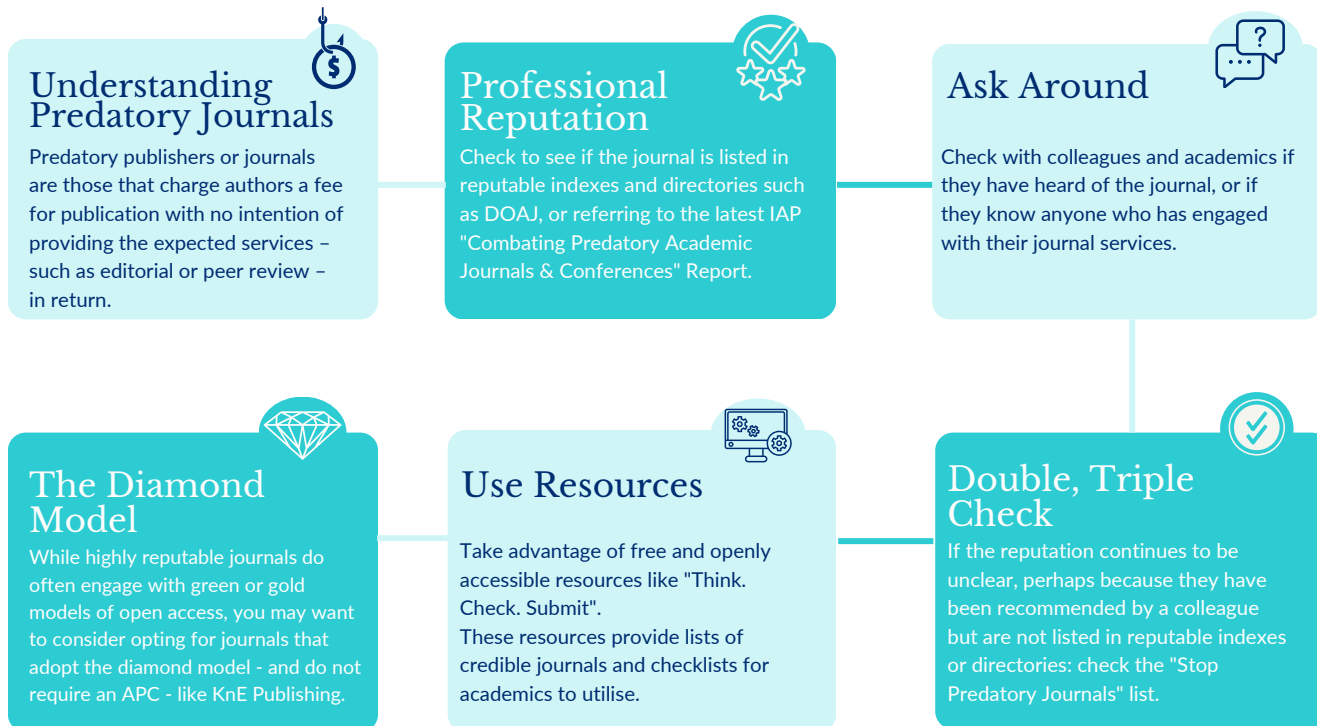 Understanding
Predatory Journals
Predatory publishers or journals
are those that charge authors a fee
for publication with no intention of
providing the expected services –
such as editorial or peer review –
in return.
Professional
Reputation
Check to see if the journal is listed in
reputable indexes and directories such
as DOAJ, or referring to the latest IAP
"Combating Predatory Academic
Journals & Conferences" Report.
Ask Around
Check with colleagues and academics if
they have heard of the journal, or if
they know anyone who has engaged
with their journal services.
Double, Triple
Check
If the reputation continues to be
unclear, perhaps because they have
been recommended by a colleague
but are not listed in reputable indexes
or directories: check the "Stop
Predatory Journals" list.
Use Resources
Take advantage of free and openly
accessible resources like "Think.
Check. Submit".
These resources provide lists of
credible journals and checklists for
academics to utilise.
The Diamond
Model
While highly reputable journals do
often engage with green or gold
models of open access, you may want
to consider opting for journals that
adopt the diamond model - and do not
require an APC - like KnE Publishing.